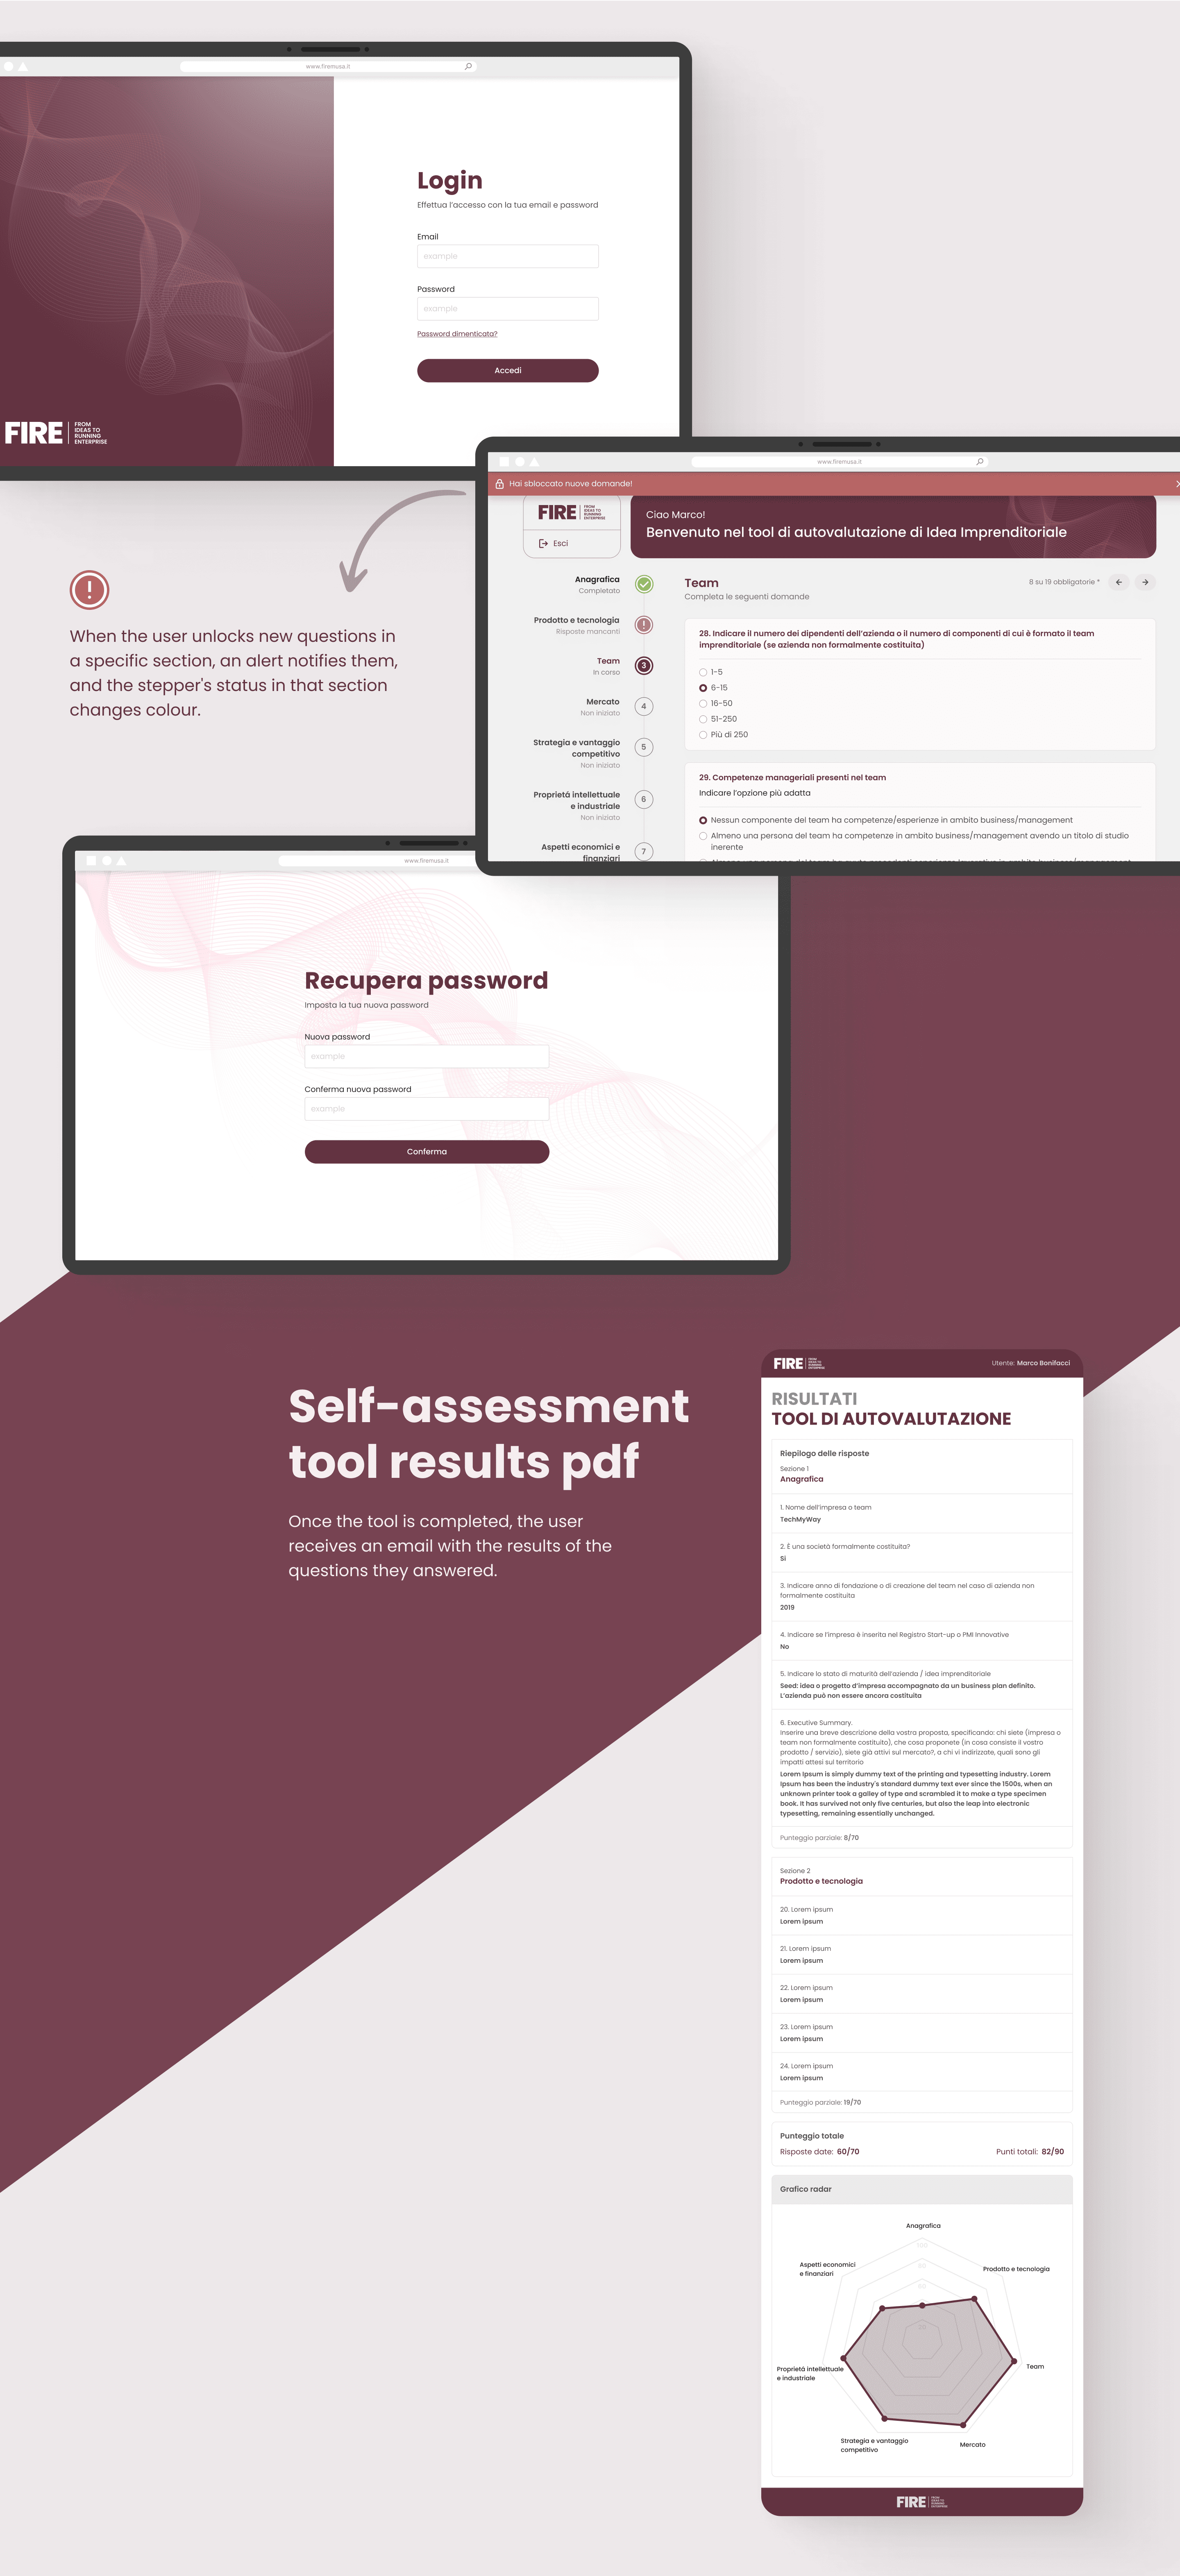 www.firemusa.it
Login
Effettua l'accesso con la tua email e password
Email
example
Password
example
Password dimenticata?
Accedi
FIRE
FROM
IDEAS TO
RUNNING
ENTERPRISE
www.firemusa.it
Hai sbloccato nuove domande!
FIRE
FROM
IDEAS TO
RUNNING
ENTERPRISE
Esci
Ciao Marco!
Benvenuto nel tool di autovalutazione di Idea Imprenditoriale
Anagrafica
Completato
Prodotto e tecnologia
Risposte mancanti
Team
In corso
3
Mercato
Non iniziato
4
Strategia e vantaggio
competitivo
Non iniziato
5
Proprietà intellettuale
e industriale
Non iniziato
6
Aspetti economici e
finanziari
7
Team
Completa le seguenti domande
8 su 19 obbligatorie *
28. Indicare il numero dei dipendenti dell'azienda o il numero di componenti di cui è formato il team
imprenditoriale (se azienda non formalmente costituita)
1-5
6-15
16-50
51-250
Più di 250
29. Competenze manageriali presenti nel team
Indicare l'opzione più adatta
Nessun componente del team ha competenze/esperienze in ambito business/management
Almeno una persona del team ha competenze in ambito business/management avendo un titolo di studio
inerente
When the user unlocks new questions in
a specific section, an alert notifies them,
and the stepper's status in that section
changes colour.
www.firemusa.it
Recupera password
Imposta la tua nuova password
Nuova password
example
Conferma nuova password
example
Conferma
Self-assessment
tool results pdf
Once the tool is completed, the user
receives an email with the results of the
questions they answered.
FIRE
FROM
IDEAS TO
RUNNING
ENTERPRISE
Utente: Marco Bonifacci
RISULTATI
TOOL DI AUTOVALUTAZIONE
Riepilogo delle risposte
Sezione 1
Anagrafica
1. Nome dell'impresa o team
TechMyWay
2. È una società formalmente costituita?
Sì
3. Indicare anno di fondazione o di creazione del team nel caso di azienda non
formalmente costituita
2019
4. Indicare se l'impresa è inserita nel Registro Start-up o PMI Innovative
No
5. Indicare lo stato di maturità dell'azienda / idea imprenditoriale
Seed: idea o progetto d'impresa accompagnato da un business plan definito.
L'azienda può non essere ancora costituita
6. Executive Summary.
Inserire una breve descrizione della vostra proposta, specificando: chi siete (impresa o
team non formalmente costituito), che cosa proponete (in cosa consiste il vostro
prodotto / servizio), siete già attivi sul mercato?, a chi vi indirizzate, quali sono gli
impatti attesi sul territorio
Lorem Ipsum is simply dummy text of the printing and typesetting industry. Lorem
Ipsum has been the industry's standard dummy text ever since the 1500s, when an
unknown printer took a galley of type and scrambled it to make a type specimen
book. It has survived not only five centuries, but also the leap into electronic
typesetting, remaining essentially unchanged.
Punteggio parziale: 8/70
Sezione 2
Prodotto e tecnologia
20. Lorem ipsum
Lorem ipsum
21. Lorem ipsum
Lorem ipsum
22. Lorem ipsum
Lorem ipsum
23. Lorem ipsum
Lorem ipsum
24. Lorem ipsum
Lorem ipsum
Punteggio parziale: 19/70
Punteggio totale
Risposte date: 60/70
Punti totali: 82/90
Grafico radar
Anagrafica
Aspetti economici
e finanziari
Prodotto e tecnologia
Proprietà intellettuale
e industriale
Team
Strategia e vantaggio
competitivo
Mercato
FIRE
FROM
IDEAS TO
RUNNING
ENTERPRISE